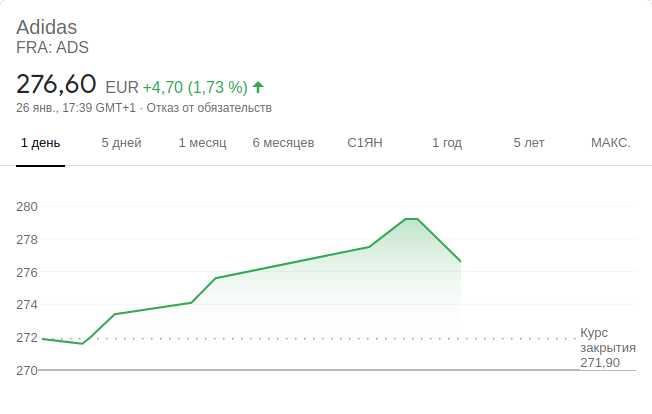 Adidas
FRA: ADS
276,60 EUR +4,70 (1,73 %)
26 янв., 17:39 GMT+1 · Отказ от обязательств
1 день 5 дней 1 месяц 6 месяцев С1ЯН 1 год 5 лет МАКС.
280
278
276
274
272
270
Курс
закрытия
271,90